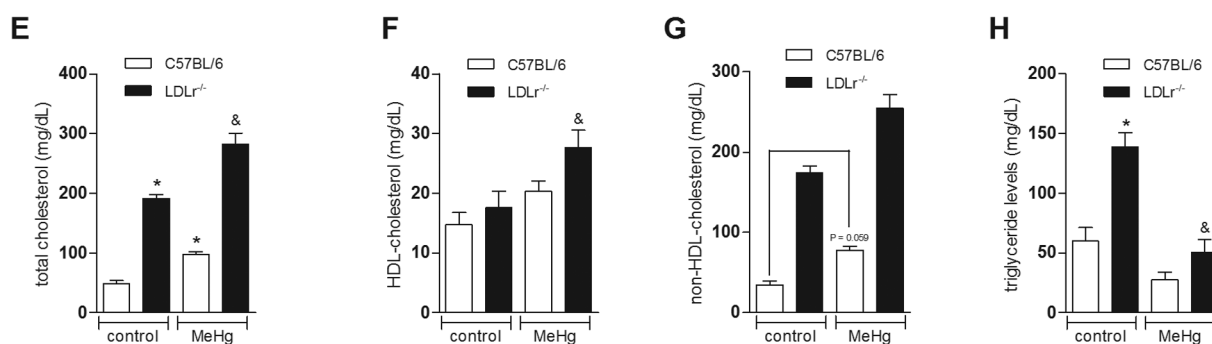 E
C57BL/6
LDLr-/-
total cholesterol (mg/dL)
400
300
200
100
0
*
*
&
control
MeHg
F
C57BL/6
LDLr-/-
HDL-cholesterol (mg/dL)
40
30
20
10
0
&
control
MeHg
G
C57BL/6
LDLr-/-
non-HDL-cholesterol (mg/dL)
300
200
100
0
P = 0.059
control
MeHg
H
C57BL/6
LDLr-/-
triglyceride levels (mg/dL)
200
150
100
50
0
*
&
control
MeHg